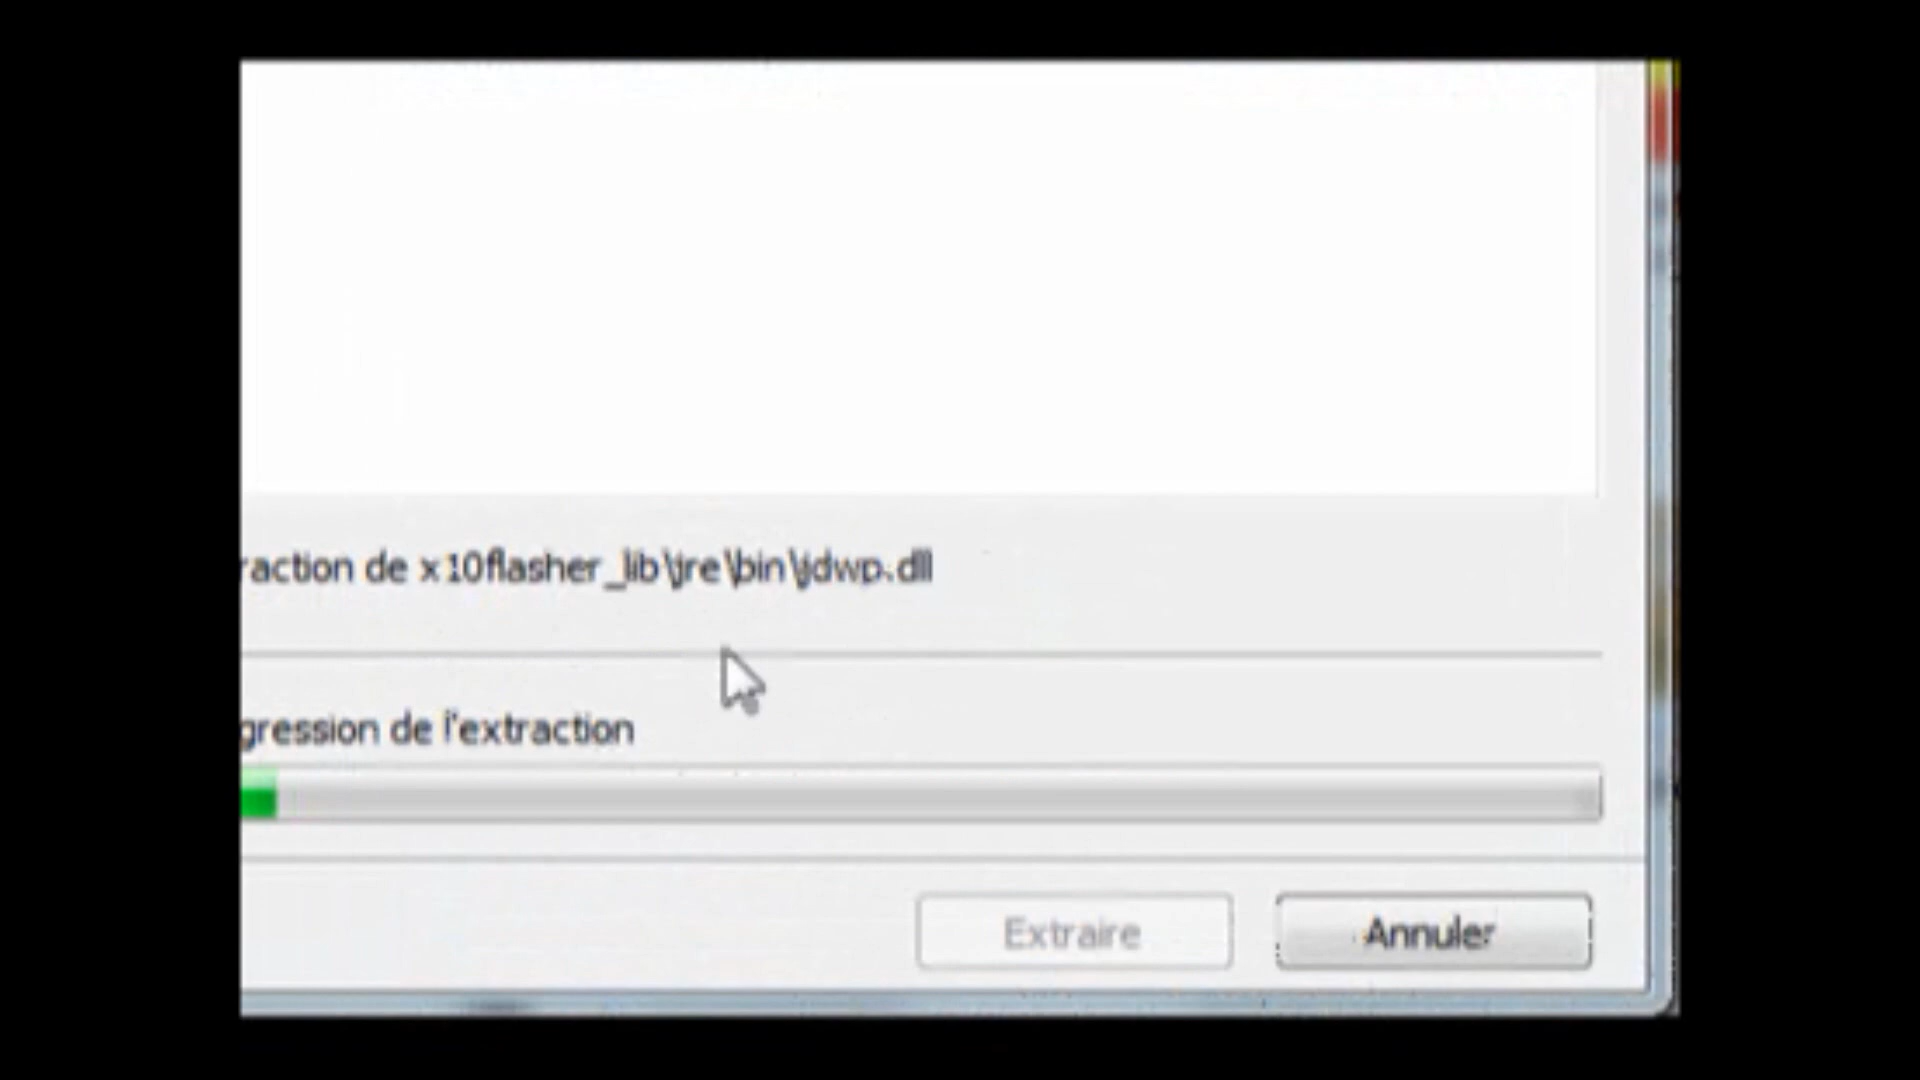 raction de x10flasher_lib\jre\bin\jdwp.dll
gression de l'extraction
Extraire
Annuler